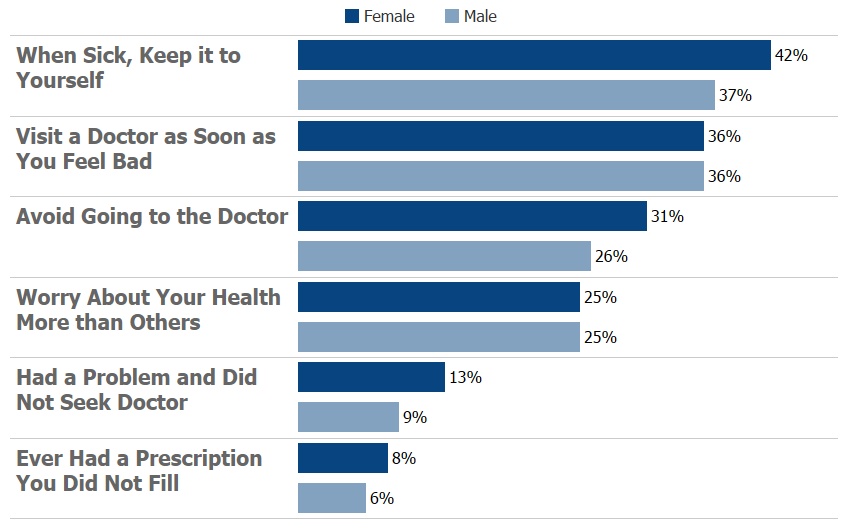 Female Male
When Sick, Keep it to
Yourself
42%
37%
Visit a Doctor as Soon as
You Feel Bad
36%
36%
Avoid Going to the Doctor
31%
26%
Worry About Your Health
More than Others
25%
25%
Had a Problem and Did
Not Seek Doctor
13%
9%
Ever Had a Prescription
You Did Not Fill
8%
6%